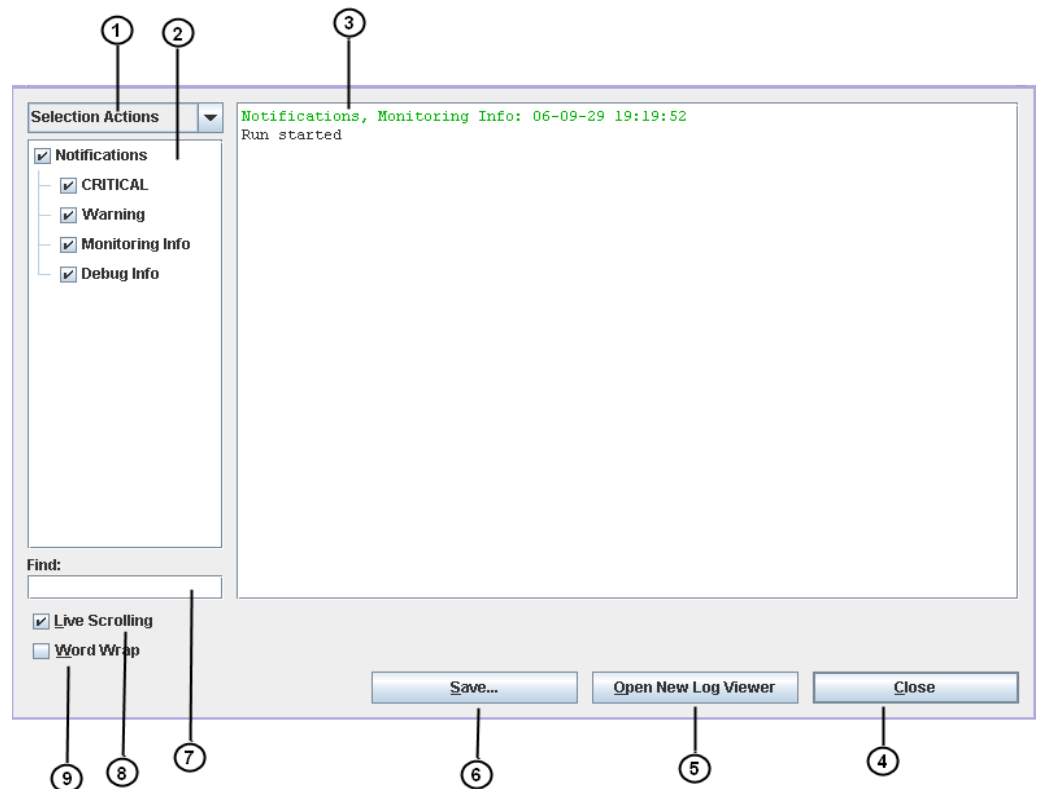 1
2
3
Selection Actions
Notifications
CRITICAL
Warning
Monitoring Info
Debug Info
Notifications, Monitoring Info: 06-09-29 19:19:52
Run started
Find:
Live Scrolling
Word Wrap
Save...
Open New Log Viewer
Close
9
8
7
6
5
4